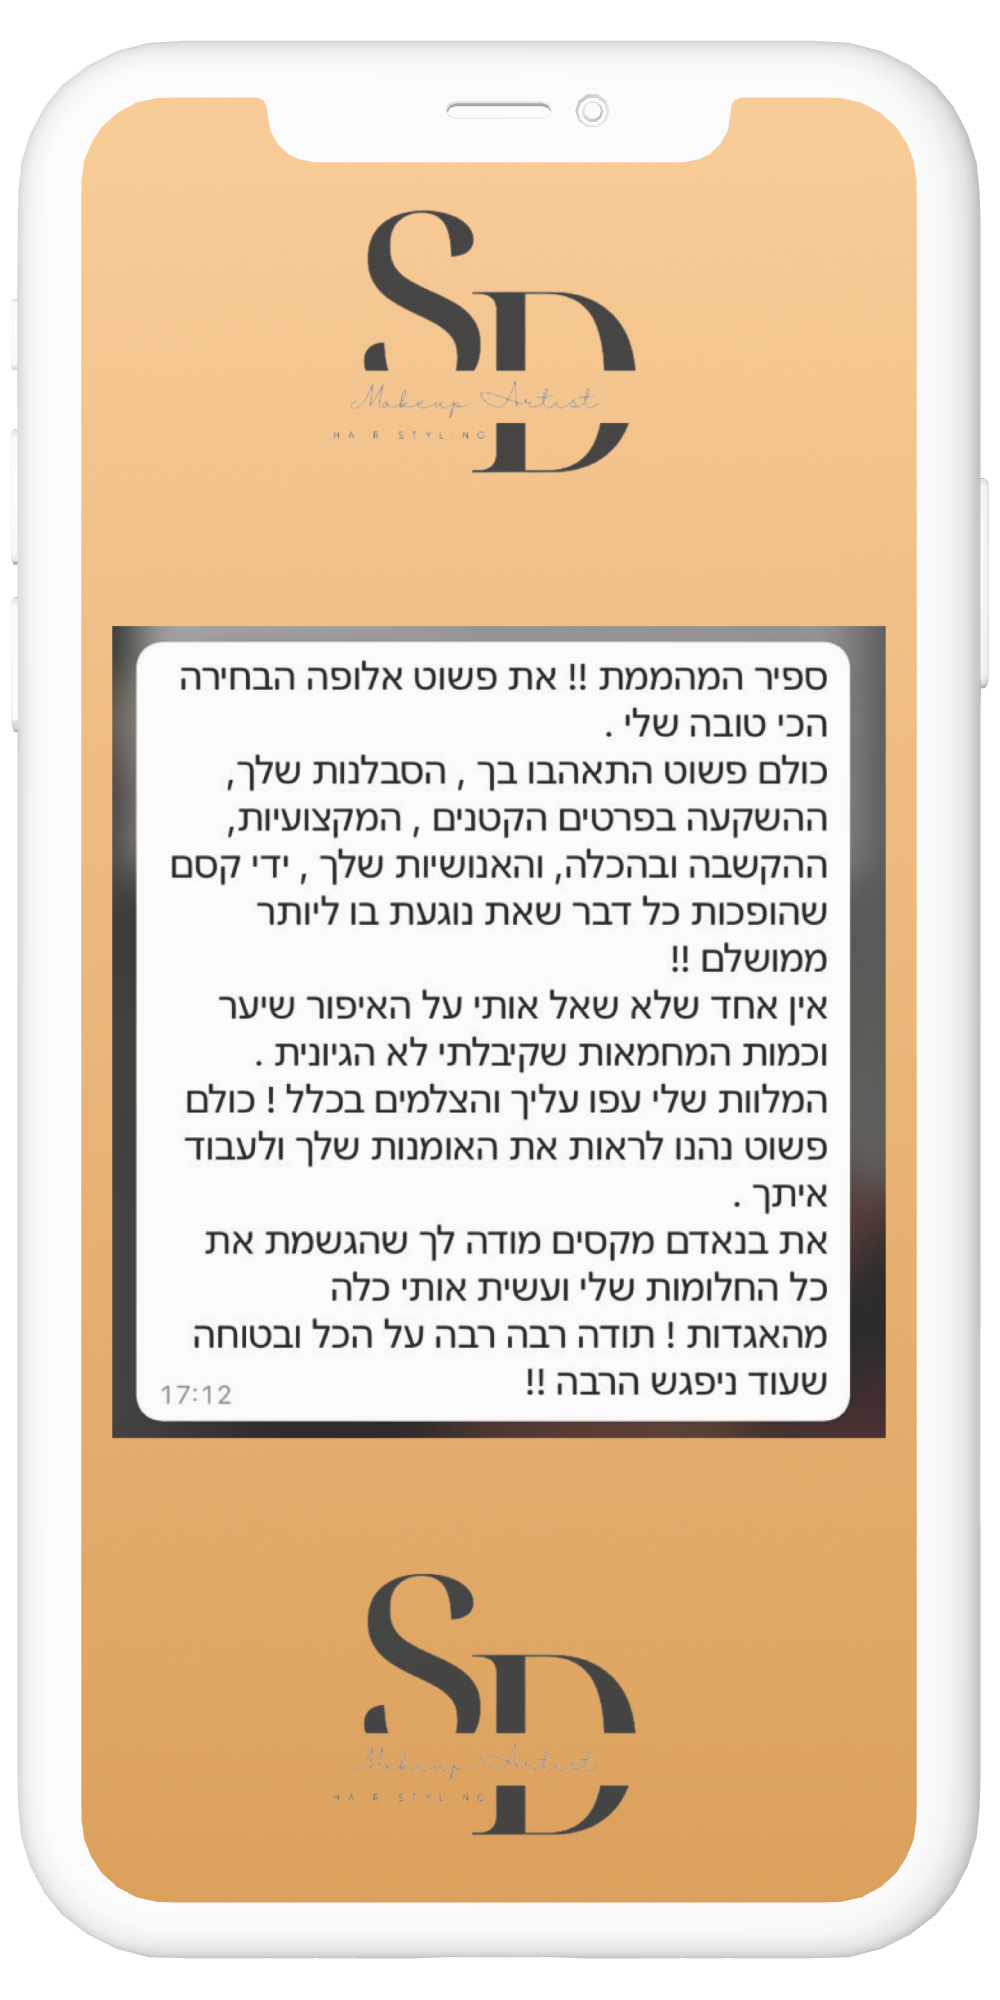 SD
Makeup Artist
HAIR STYLING
ספיר המהממת !! את פשוט אלופה הבחירה
הכי טובה שלי .
כולם פשוט התאהבו בך , הסבלנות שלך,
ההשקעה בפרטים הקטנים , המקצועיות,
ההקשבה ובהכלה, והאנושיות שלך , ידי קסם
שהופכות כל דבר שאת נוגעת בו ליותר
ממושלם !!
אין אחד שלא שאל אותי על האיפור שיער
וכמות המחמאות שקיבלתי לא הגיונית .
המלוות שלי עפו עליך והצלמים בכלל ! כולם
פשוט נהנו לראות את האומנות שלך ולעבוד
איתך .
את בנאדם מקסים מודה לך שהגשמת את
כל החלומות שלי ועשית אותי כלה
מהאגדות ! תודה רבה רבה על הכל ובטוחה
שעוד ניפגש הרבה !!
17:12
SD
Makeup Artist
HAIR STYLING